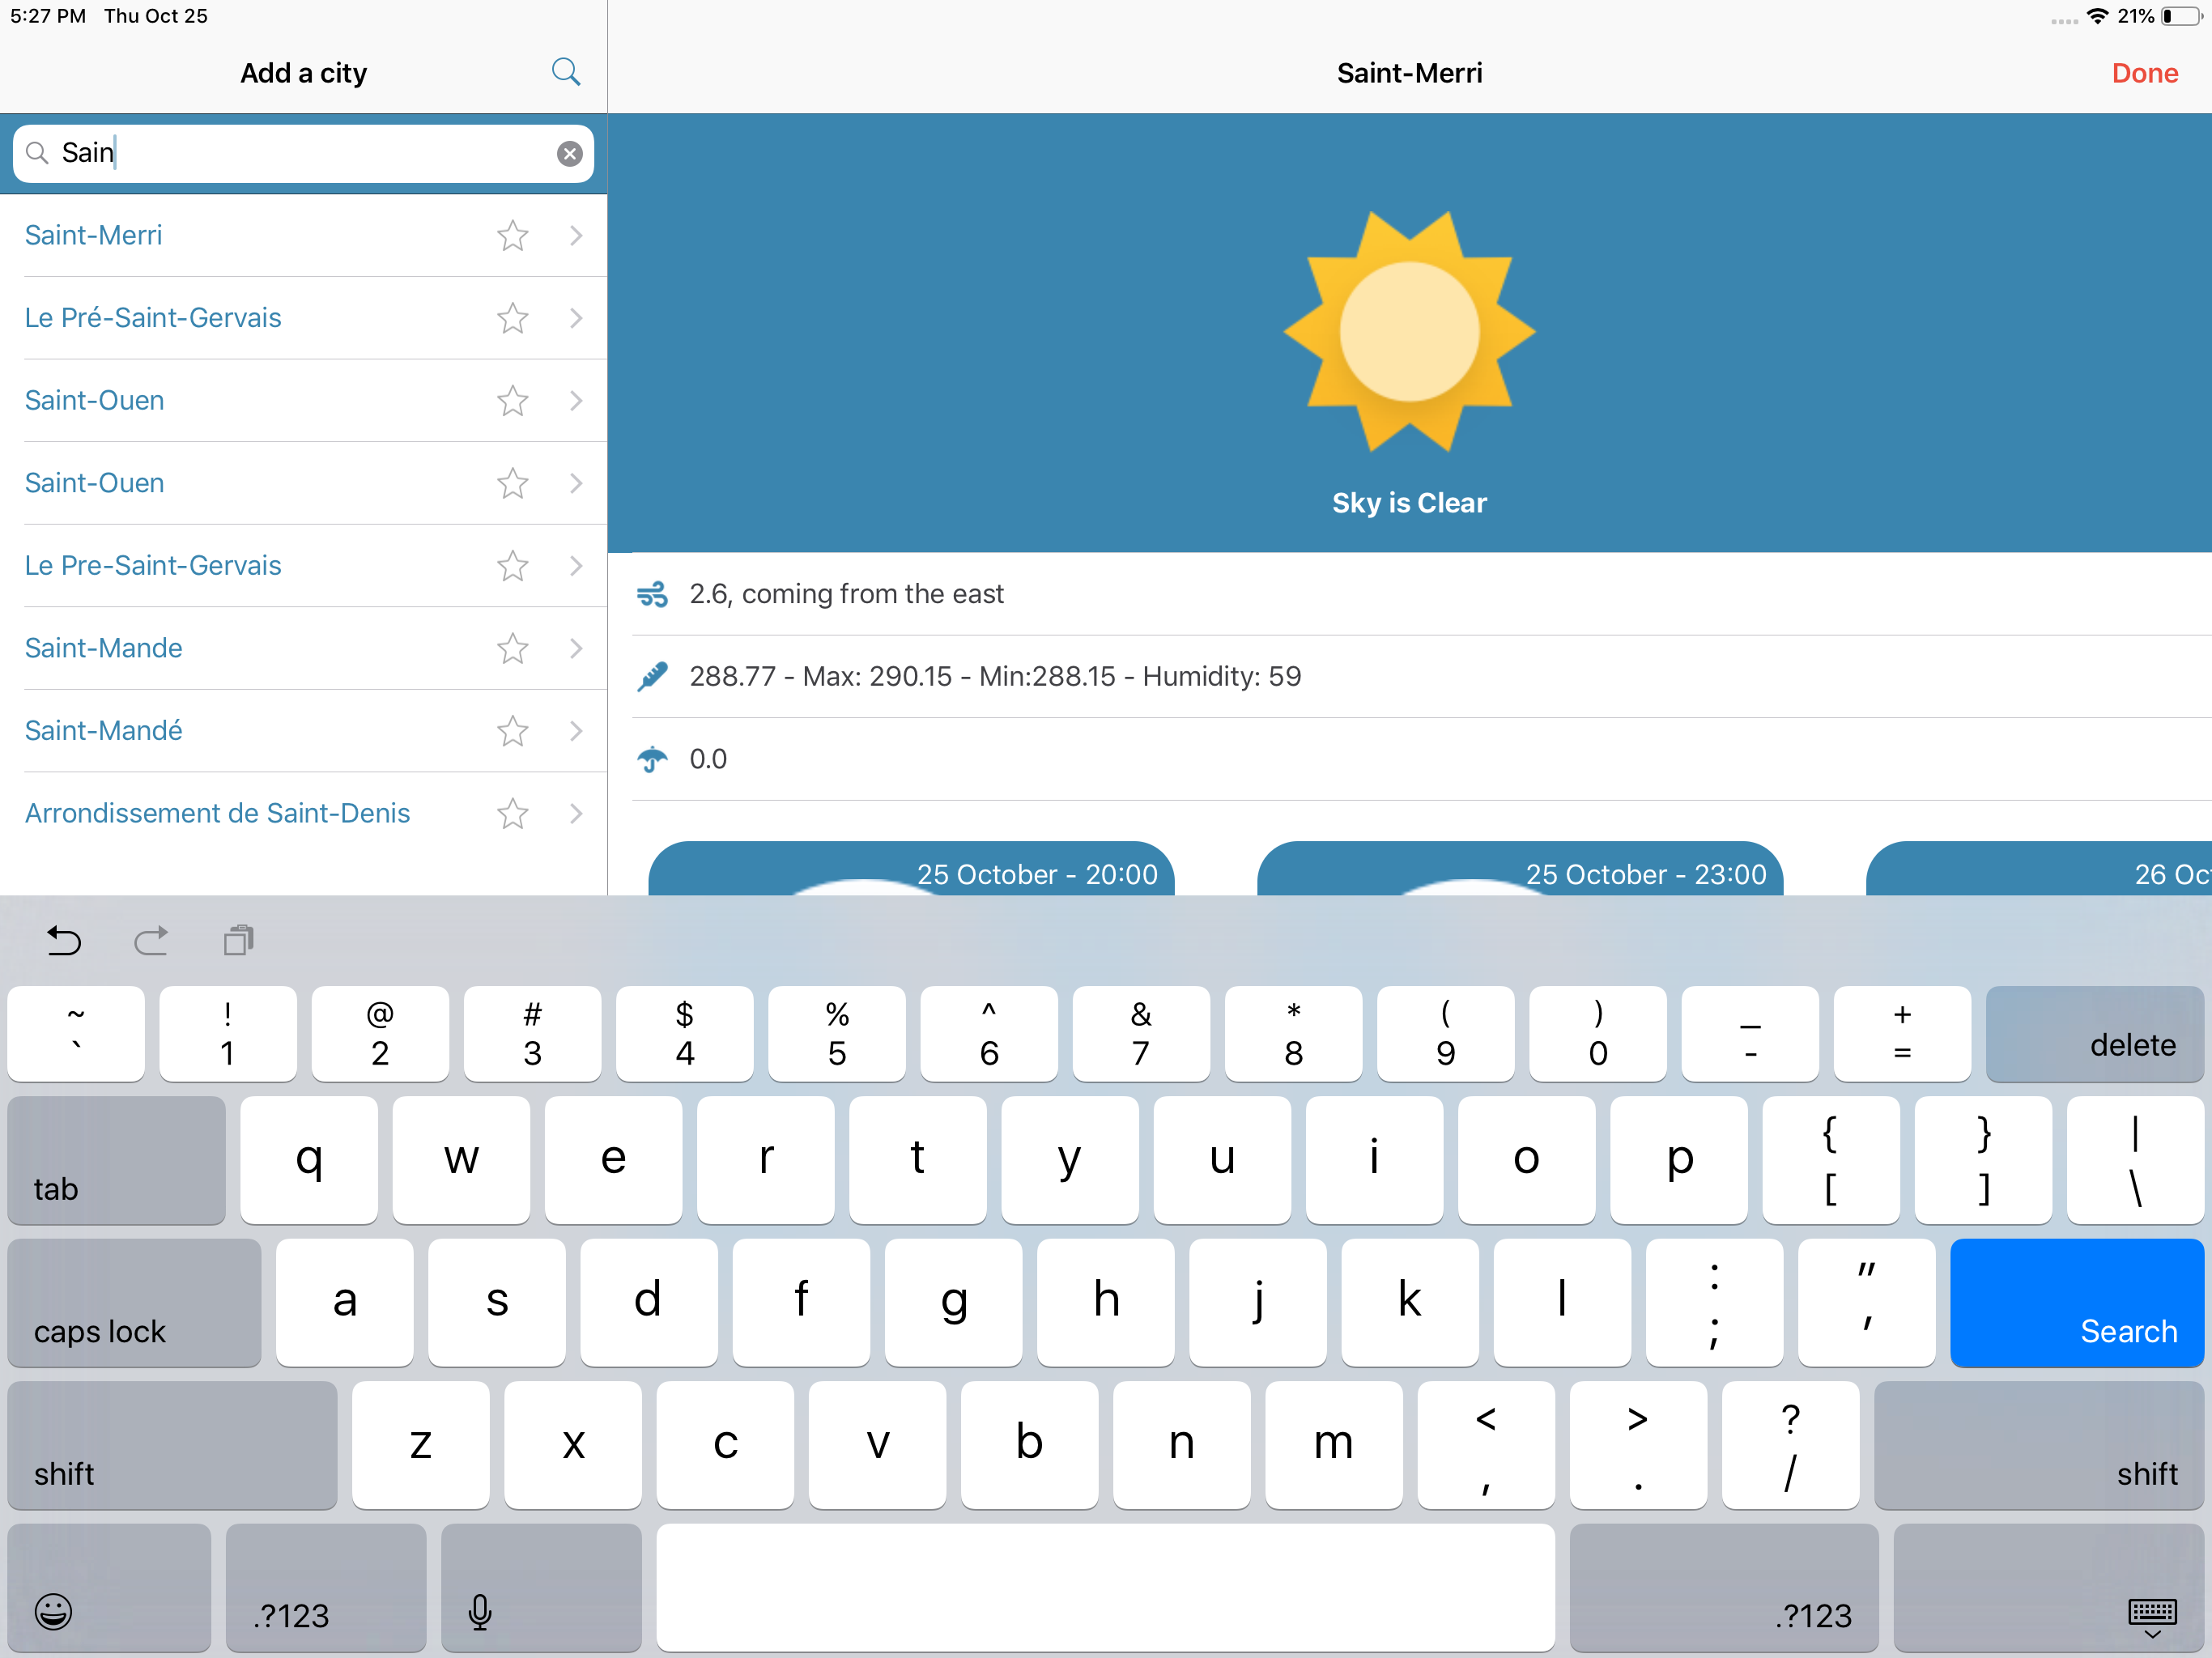 5:27 PM Thu Oct 25
21%
Add a city
Saint-Merri
Done
Sain
Saint-Merri
Le Pré-Saint-Gervais
Saint-Ouen
Saint-Ouen
Le Pre-Saint-Gervais
Saint-Mande
Saint-Mandé
Arrondissement de Saint-Denis
Sky is Clear
2.6, coming from the east
288.77 - Max: 290.15 - Min:288.15 - Humidity: 59
0.0
25 October - 20:00
25 October - 23:00
26 Oc
~ ! @ # $ % ^ & * ( ) _ +
` 1 2 3 4 5 6 7 8 9 0 - = delete
tab q w e r t y u i o p { [ } ] | \
caps lock a s d f g h j k l : ; " ' Search
shift z x c v b n m < , > . ? / shift
.?123 .?123